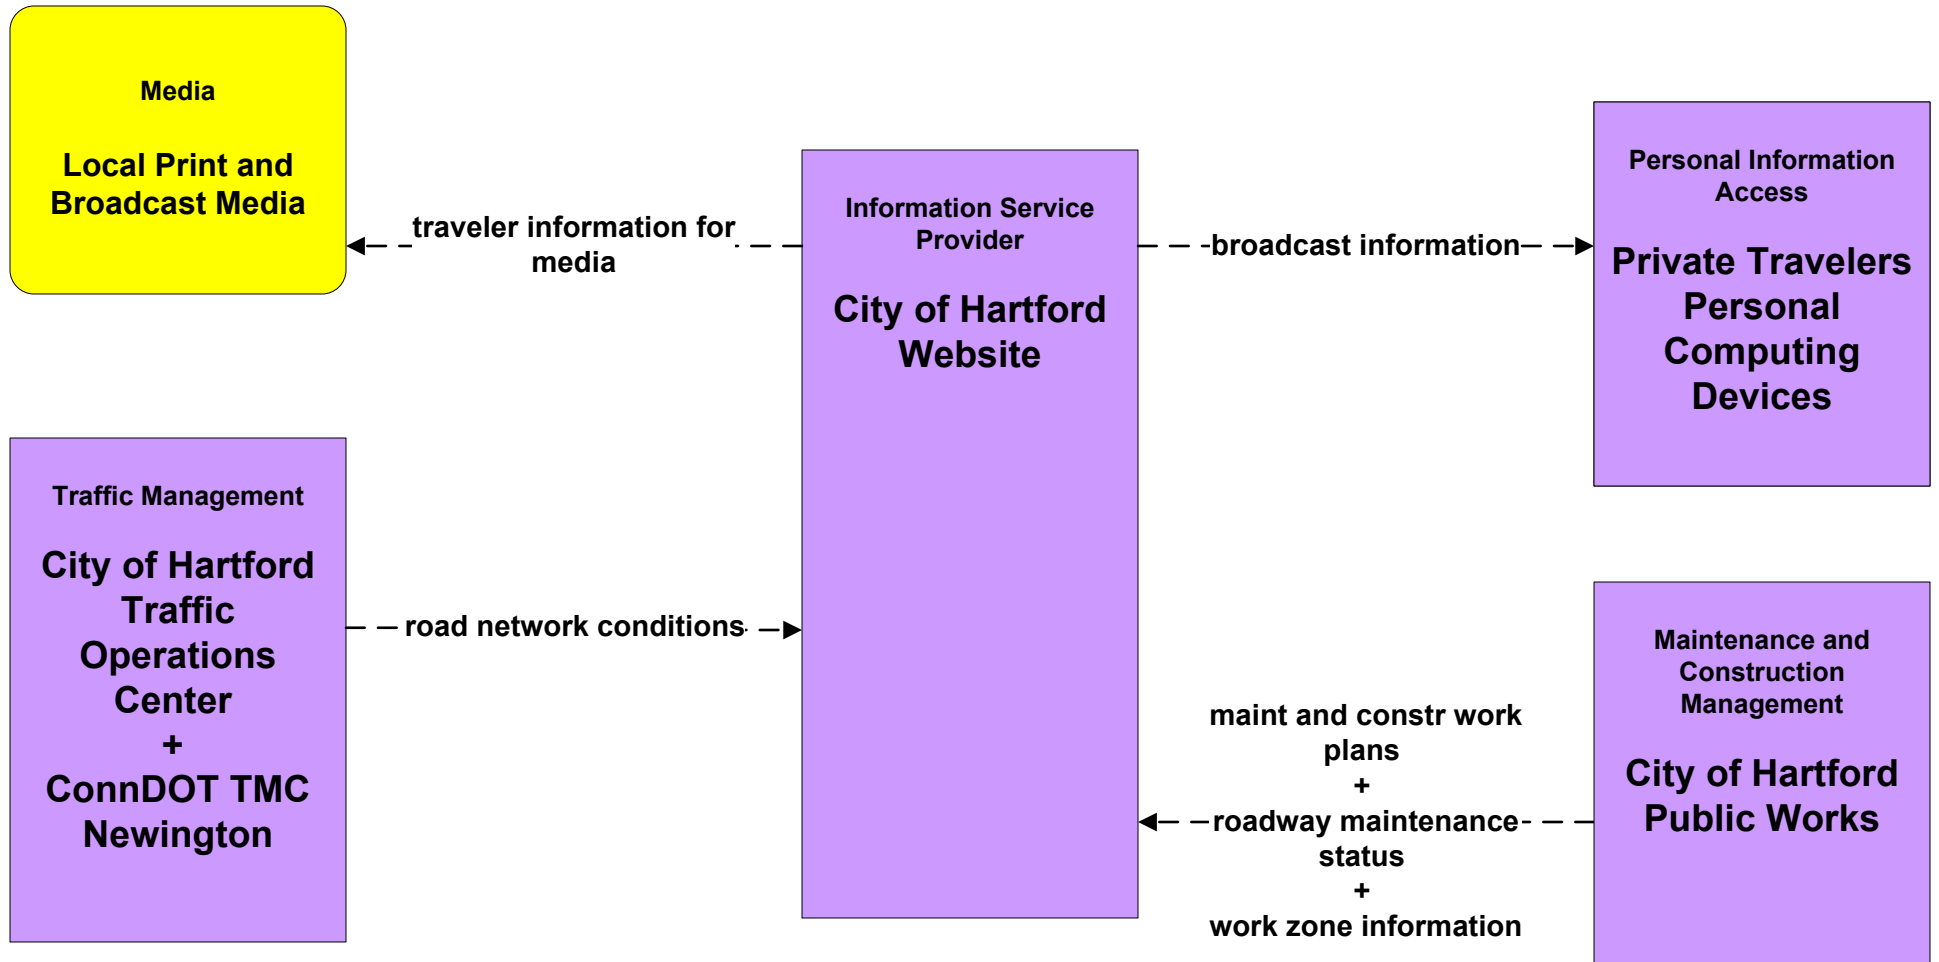 Media
Local Print and
Broadcast Media
traveler information for
media
Information Service
Provider
City of Hartford
Website
broadcast information
Personal Information
Access
Private Travelers
Personal
Computing
Devices
Traffic Management
City of Hartford
Traffic
Operations
Center
+
ConnDOT TMC
Newington
road network conditions
maint and constr work
plans
+
roadway maintenance
status
+
work zone information
Maintenance and
Construction
Management
City of Hartford
Public Works